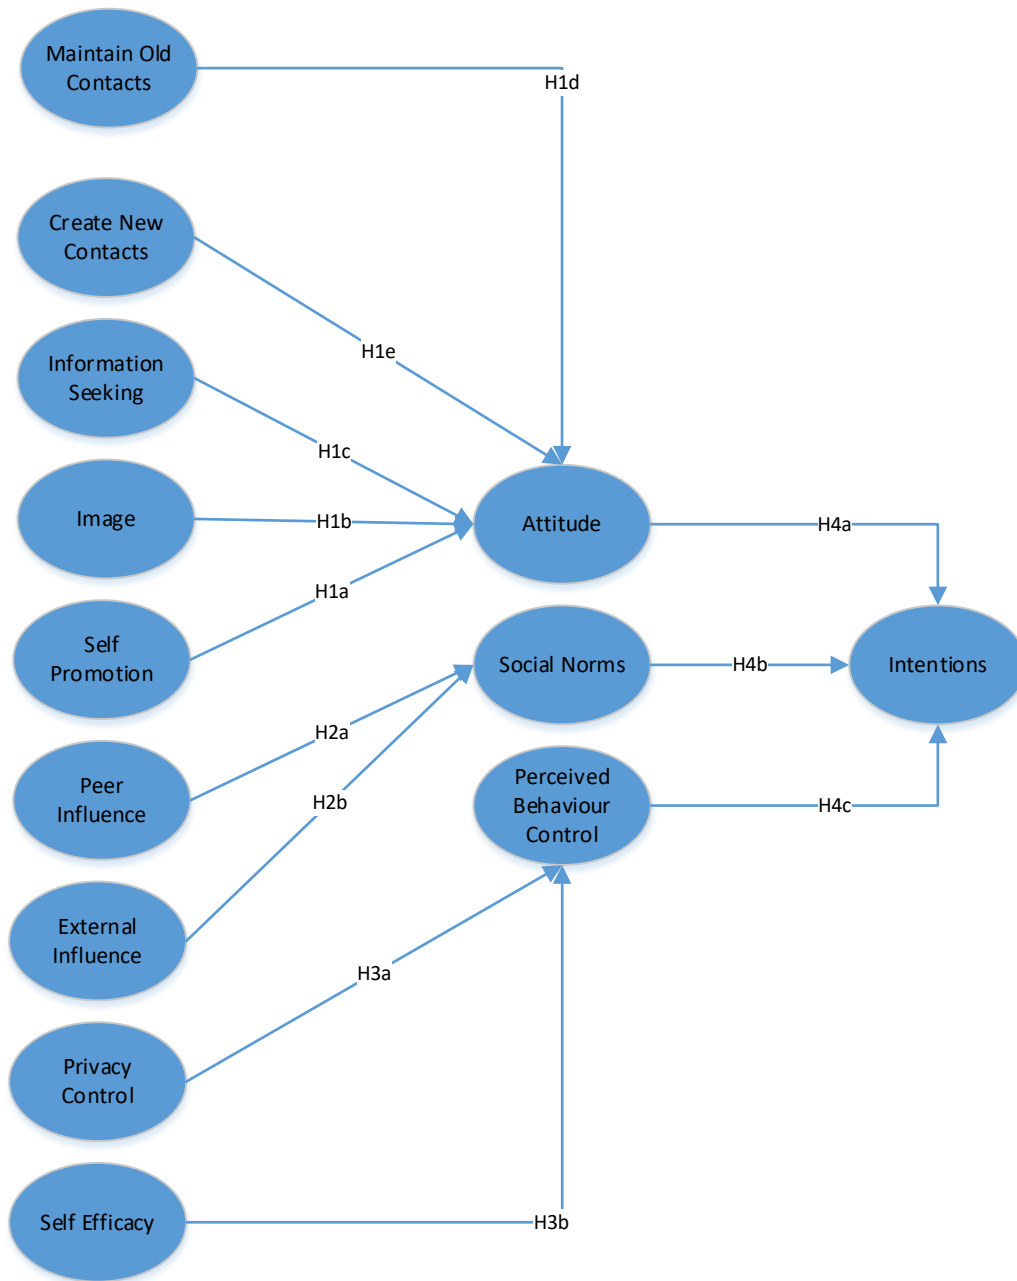 Maintain Old
Contacts
H1d
Create New
Contacts
H1e
Information
Seeking
H1c
Image
H1b
Attitude
H4a
H1a
Self
Promotion
Social Norms
H4b
Intentions
H2a
Peer
Influence
H2b
Perceived
Behaviour
Control
H4c
External
Influence
H3a
Privacy
Control
Self Efficacy
H3b